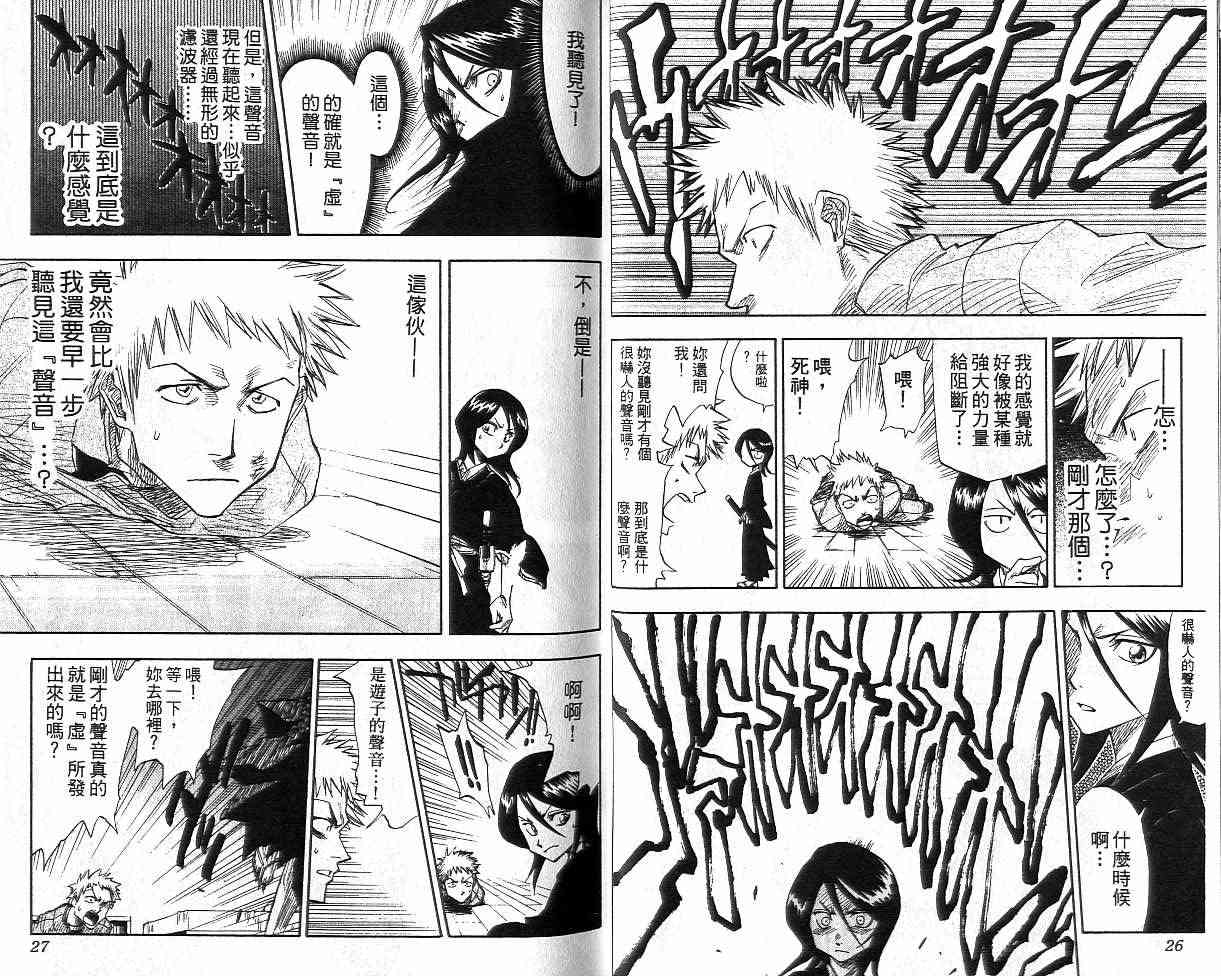 ——怎…
怎麼了…?
剛才那個…
我的感覺就
好像被某種
強大的力量
給阻斷了…
喂!
喂,
死神!
什麼啦
?
妳還問
我!
妳沒聽見剛才有個
很嚇人的聲音嗎?
那到底是什
麼聲音啊?
很嚇人的聲音?
什麼時候
啊…
26
我聽見了!
這個…
的確就是『虛』
的聲音!
但是,這聲音
現在聽起來…似乎
還經過無形的
濾波器……
這到底是
什麼感覺
?
不,倒是——
這傢伙——
竟然會比
我還要早一步
聽見這『聲音』…?
啊啊!
是遊子的聲音…!
喂!
等一下,
妳去哪裡?
剛才的聲音真的
就是『虛』所發
出來的嗎?
27